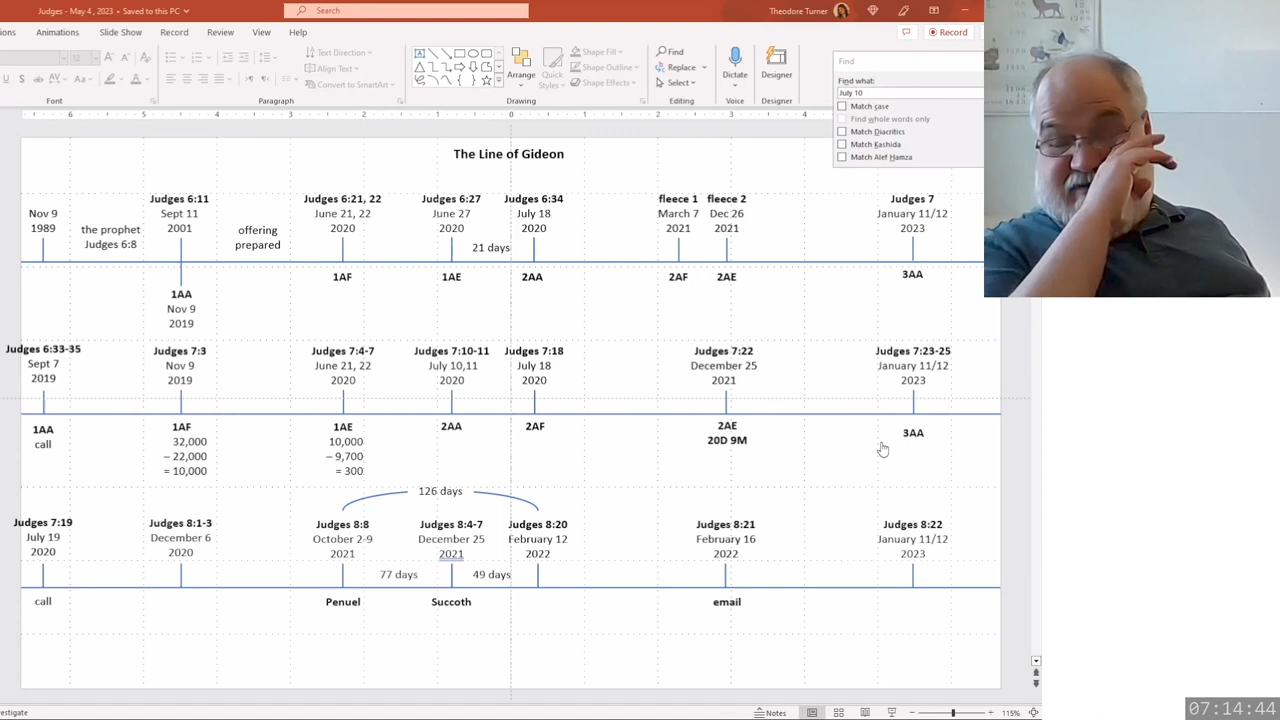 Judges - May 4, 2023 • Saved to this PC
Search
Theodore Turner
Animations Slide Show Record Review View Help
Record
Text Direction
Align Text
Convert to SmartArt
Arrange
Quick
Styles
Shape Fill
Shape Outline
Shape Effects
Find
Replace
Select
Dictate
Designer
Font Paragraph Drawing Editing Voice Designer
Find
Find what:
July 10
Match case
Find whole words only
Match Diacritics
Match Kashida
Match Alef Hamza
6 5 4 3 2 1 0 1 2 3 4
The Line of Gideon
Nov 9
1989
the prophet
Judges 6:8
Judges 6:11
Sept 11
2001
offering
prepared
Judges 6:21, 22
June 21, 22
2020
Judges 6:27
June 27
2020
21 days
Judges 6:34
July 18
2020
fleece 1
March 7
2021
fleece 2
Dec 26
2021
Judges 7
January 11/12
2023
1AA
Nov 9
2019
1AF
1AE
2AA
2AF
2AE
3AA
Judges 6:33-35
Sept 7
2019
Judges 7:3
Nov 9
2019
Judges 7:4-7
June 21, 22
2020
Judges 7:10-11
July 10,11
2020
Judges 7:18
July 18
2020
Judges 7:22
December 25
2021
Judges 7:23-25
January 11/12
2023
1AA
call
1AF
32,000
– 22,000
= 10,000
1AE
10,000
– 9,700
= 300
2AA
2AF
2AE
20D 9M
3AA
126 days
Judges 7:19
July 19
2020
Judges 8:1-3
December 6
2020
Judges 8:8
October 2-9
2021
77 days
Judges 8:4-7
December 25
2021
49 days
Judges 8:20
February 12
2022
Judges 8:21
February 16
2022
Judges 8:22
January 11/12
2023
call
Penuel
Succoth
email
Notes
115%
07:14:44